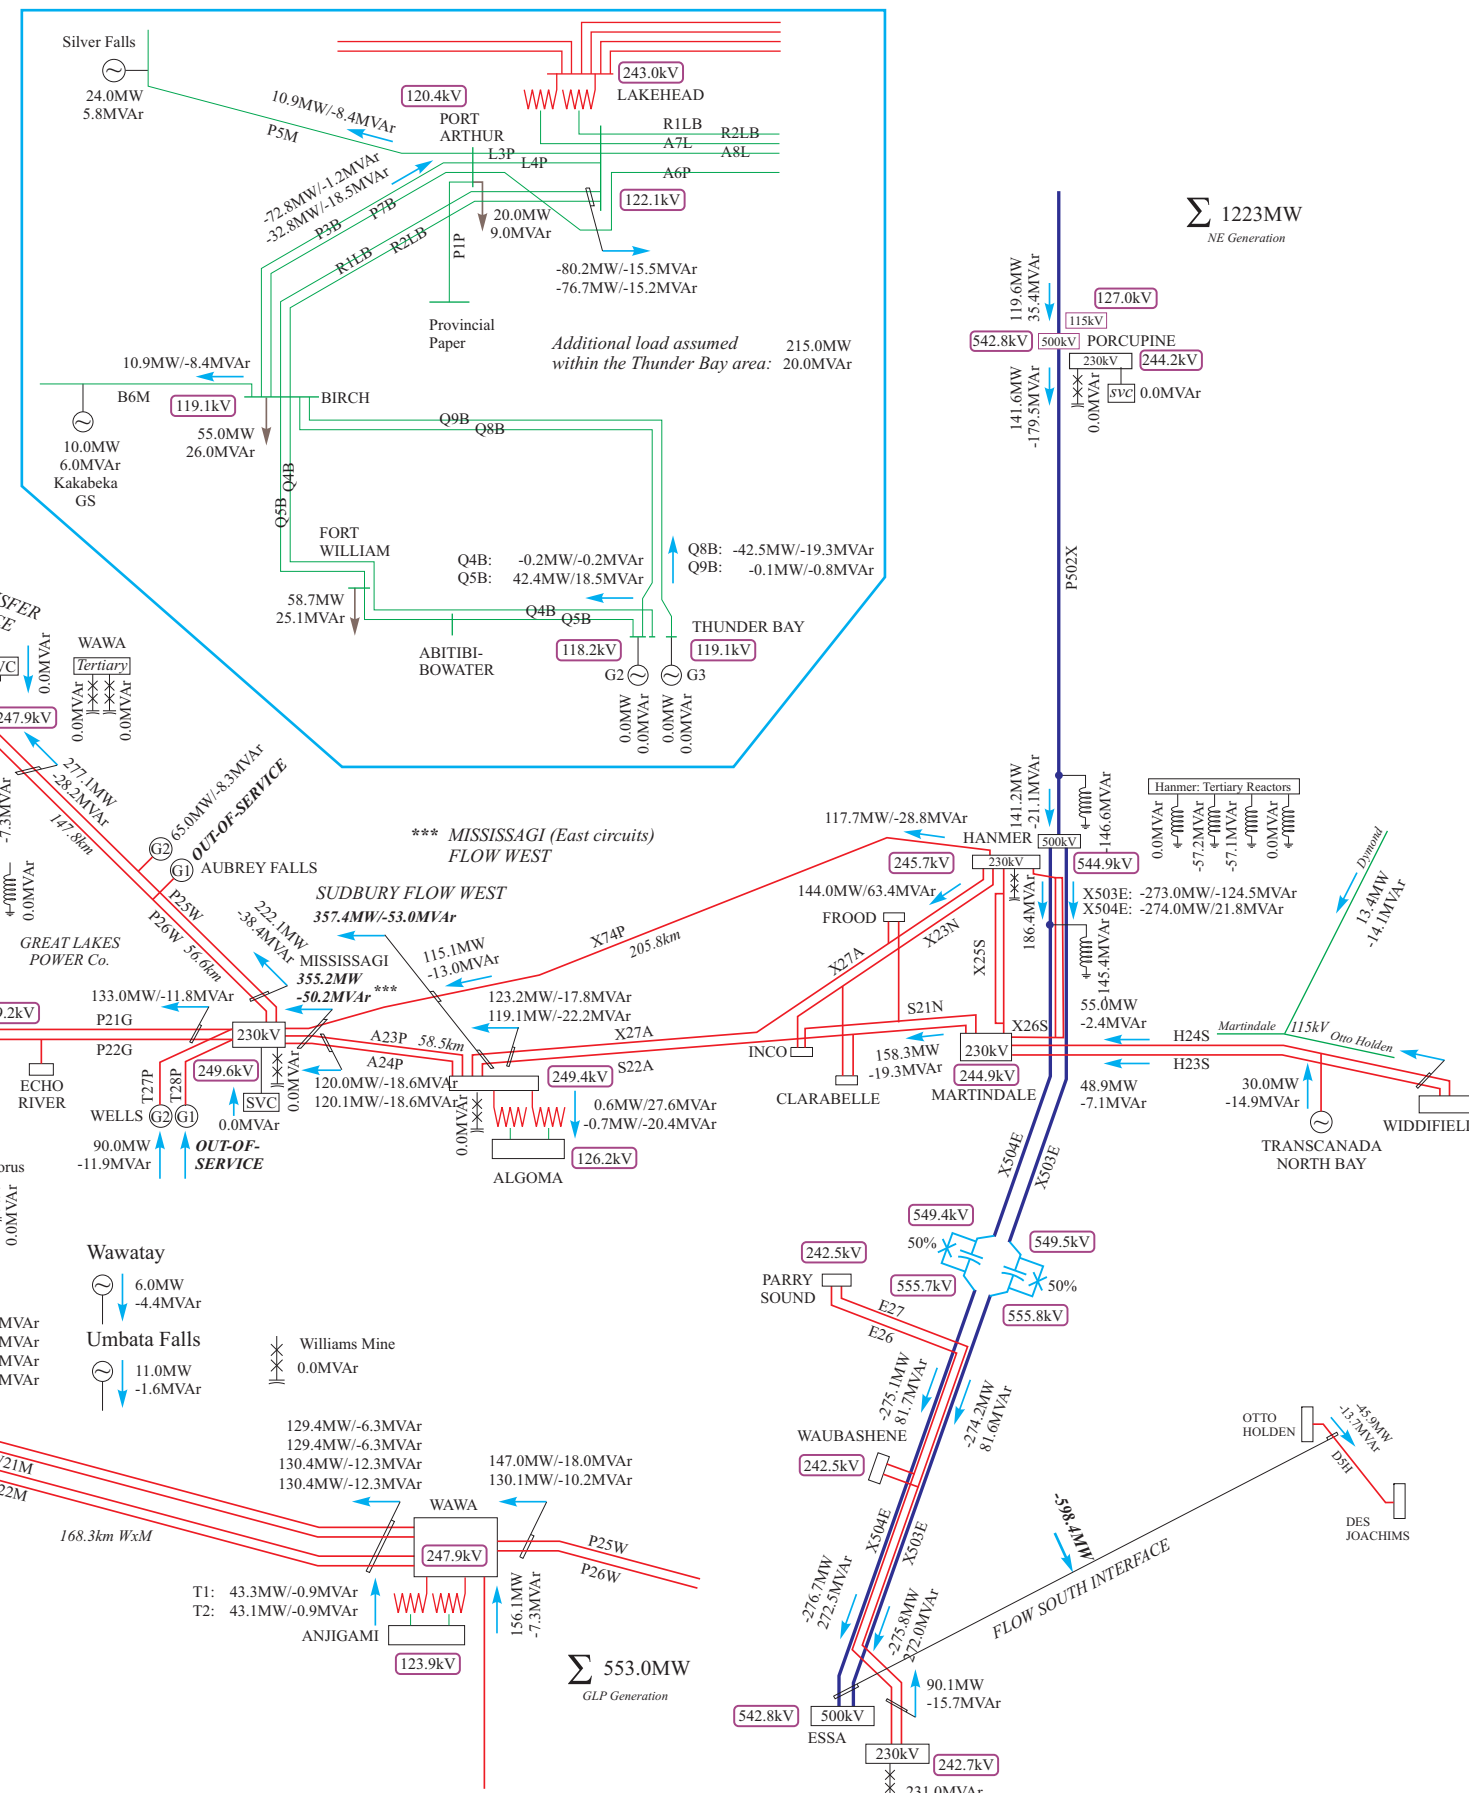 Silver Falls
24.0MW
5.8MVAr
10.9MW/-8.4MVAr
P5M
120.4kV
PORT
ARTHUR
243.0kV
LAKEHEAD
R1LB
R2LB
A7L
A8L
L3P
L4P
A6P
-72.8MW/-1.2MVAr
-32.8MW/-18.5MVAr
P3B
P7B
R1LB
R2LB
P1P
20.0MW
9.0MVAr
122.1kV
-80.2MW/-15.5MVAr
-76.7MW/-15.2MVAr
Provincial
Paper
Additional load assumed
within the Thunder Bay area:
215.0MW
20.0MVAr
10.9MW/-8.4MVAr
B6M
119.1kV
BIRCH
55.0MW
26.0MVAr
10.0MW
6.0MVAr
Kakabeka
GS
Q9B
Q8B
Q5B
Q4B
FORT
WILLIAM
58.7MW
25.1MVAr
Q4B: -0.2MW/-0.2MVAr
Q5B: 42.4MW/18.5MVAr
Q8B: -42.5MW/-19.3MVAr
Q9B: -0.1MW/-0.8MVAr
Q4B
Q5B
ABITIBI-
BOWATER
THUNDER BAY
118.2kV
119.1kV
G2
G3
0.0MW
0.0MVAr
0.0MW
0.0MVAr
Σ 1223MW
NE Generation
119.6MW
35.4MVAr
127.0kV
115kV
542.8kV
500kV
PORCUPINE
230kV
244.2kV
141.6MW
-179.5MVAr
0.0MVAr
SVC
0.0MVAr
P502X
SFER
CE
VC
0.0MVAr
WAWA
Tertiary
0.0MVAr
0.0MVAr
247.9kV
-7.3MVAr
277.1MW
-28.2MVAr
147.8km
0.0MVAr
G2
65.0MW/-8.3MVAr
G1
OUT-OF-SERVICE
AUBREY FALLS
P25W
P26W
56.6km
GREAT LAKES
POWER Co.
222.1MW
-38.4MVAr
*** MISSISSAGI (East circuits)
FLOW WEST
SUDBURY FLOW WEST
357.4MW/-53.0MVAr
MISSISSAGI
355.2MW
-50.2MVAr ***
115.1MW
-13.0MVAr
X74P
205.8km
133.0MW/-11.8MVAr
9.2kV
P21G
P22G
230kV
249.6kV
ECHO
RIVER
T27P
T28P
WELLS
G2
G1
SVC
0.0MVAr
0.0MVAr
90.0MW
-11.9MVAr
OUT-OF-
SERVICE
A23P
58.5km
A24P
120.0MW/-18.6MVAr
120.1MW/-18.6MVAr
123.2MW/-17.8MVAr
119.1MW/-22.2MVAr
X27A
S22A
249.4kV
0.0MVAr
0.6MW/27.6MVAr
-0.7MW/-20.4MVAr
126.2kV
ALGOMA
117.7MW/-28.8MVAr
141.2MW
-21.1MVAr
-146.6MVAr
HANMER
500kV
245.7kV
230kV
544.9kV
Hanmer: Tertiary Reactors
0.0MVAr
-57.2MVAr
-57.1MVAr
0.0MVAr
144.0MW/63.4MVAr
FROOD
186.4MVAr
X503E: -273.0MW/-124.5MVAr
X504E: -274.0MW/21.8MVAr
X27A
X23N
X25S
-145.4MVAr
Dymond
13.4MW
-14.1MVAr
S21N
INCO
158.3MW
-19.3MVAr
CLARABELLE
X26S
230kV
244.9kV
MARTINDALE
55.0MW
-2.4MVAr
H24S
H23S
48.9MW
-7.1MVAr
Martindale
115kV
Otto Holden
30.0MW
-14.9MVAr
TRANSCANADA
NORTH BAY
WIDDIFIELD
X504E
X503E
orus
0.0MVAr
Wawatay
6.0MW
-4.4MVAr
Umbata Falls
11.0MW
-1.6MVAr
MVAr
MVAr
MVAr
MVAr
Williams Mine
0.0MVAr
549.4kV
50%
549.5kV
555.7kV
50%
555.8kV
242.5kV
PARRY
SOUND
E27
E26
-275.1MW
81.7MVAr
-274.2MW
81.6MVAr
WAUBASHENE
242.5kV
X504E
X503E
OTTO
HOLDEN
-45.9MW
-13.7MVAr
D5H
DES
JOACHIMS
-598.4MW
FLOW SOUTH INTERFACE
129.4MW/-6.3MVAr
129.4MW/-6.3MVAr
130.4MW/-12.3MVAr
130.4MW/-12.3MVAr
147.0MW/-18.0MVAr
130.1MW/-10.2MVAr
21M
22M
168.3km WxM
WAWA
247.9kV
P25W
P26W
T1: 43.3MW/-0.9MVAr
T2: 43.1MW/-0.9MVAr
ANJIGAMI
123.9kV
156.1MW
-7.3MVAr
Σ 553.0MW
GLP Generation
-276.7MW
272.5MVAr
-275.8MW
272.0MVAr
90.1MW
-15.7MVAr
542.8kV
500kV
ESSA
230kV
242.7kV
231.0MVAr